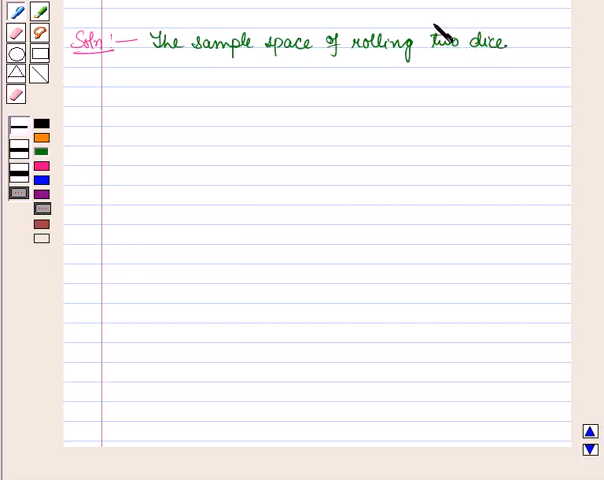 Soln:- The sample space of rolling two dice.